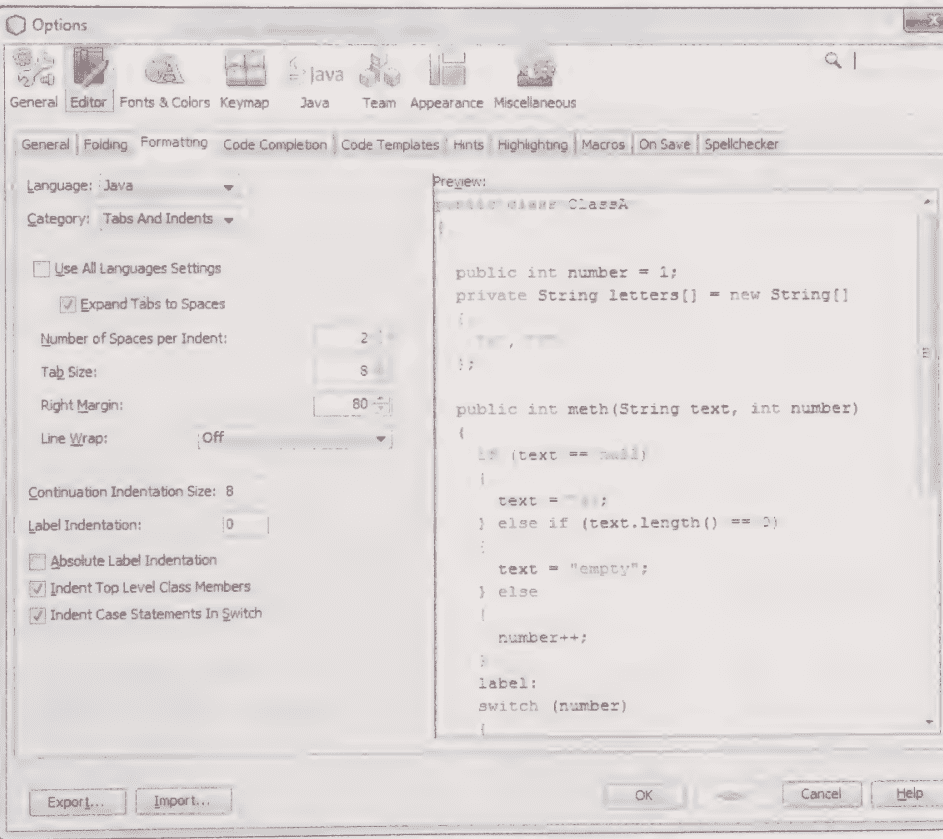 Options
General Editor Fonts & Colors Keymap Java Team Appearance Miscellaneous
General Folding Formatting Code Completion Code Templates Hints Highlighting Macros On Save Spellchecker
Language: Java
Category: Tabs And Indents
Use All Languages Settings
Expand Tabs to Spaces
Number of Spaces per Indent: 2
Tab Size: 8
Right Margin: 80
Line Wrap: Off
Continuation Indentation Size: 8
Label Indentation: 0
Absolute Label Indentation
Indent Top Level Class Members
Indent Case Statements In Switch
Preview:
public class ClassA
{
public int number = 1;
private String letters[] = new String[]
{
,
};
public int meth(String text, int number)
{
if (text == null)
{
text =
} else if (text.length() == 0)
{
text = "empty";
} else
{
number++;
}
label:
switch (number)
{
Export... Import... OK Cancel Help